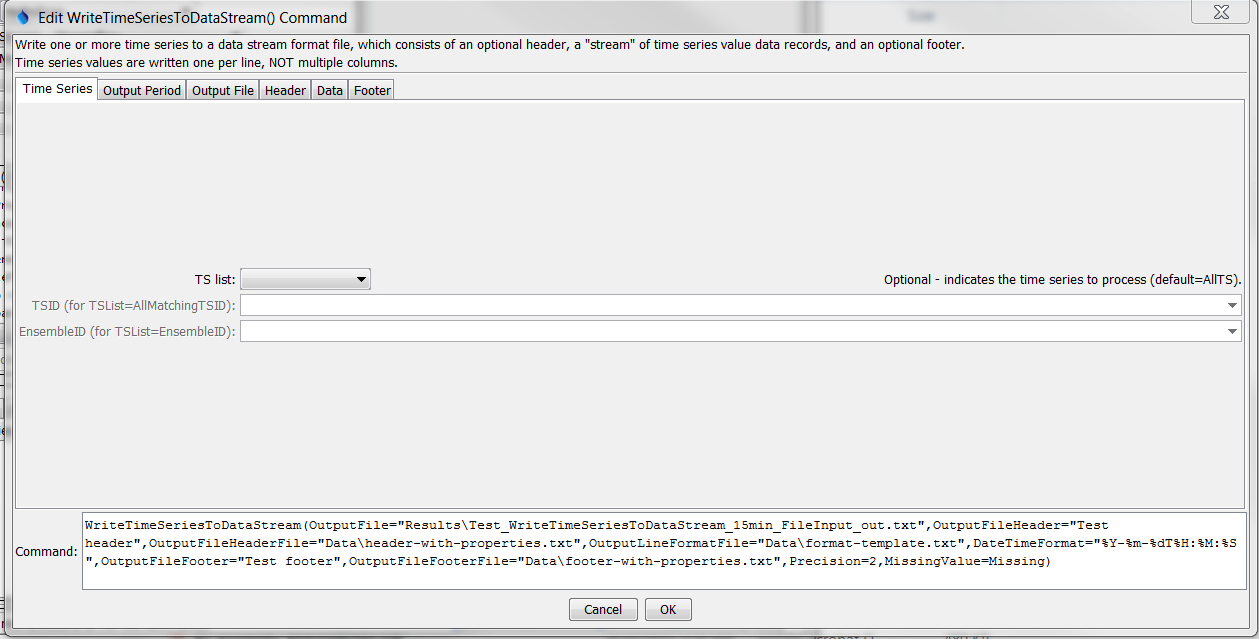 Edit WriteTimeSeriesToDataStream() Command
Write one or more time series to a data stream format file, which consists of an optional header, a "stream" of time series value data records, and an optional footer.
Time series values are written one per line, NOT multiple columns.
Time Series Output Period Output File Header Data Footer
TS list: Optional - indicates the time series to process (default=AllTS).
TSID (for TSList=AllMatchingTSID):
EnsembleID (for TSList=EnsembleID):
Command:
WriteTimeSeriesToDataStream(OutputFile="Results\Test_WriteTimeSeriesToDataStream_15min_FileInput_out.txt",OutputFileHeader="Test
header",OutputFileHeaderFile="Data\header-with-properties.txt",OutputLineFormatFile="Data\format-template.txt",DateTimeFormat="%Y-%m-%dT%H:%M:%S
",OutputFileFooter="Test footer",OutputFileFooterFile="Data\footer-with-properties.txt",Precision=2,MissingValue=Missing)
Cancel OK